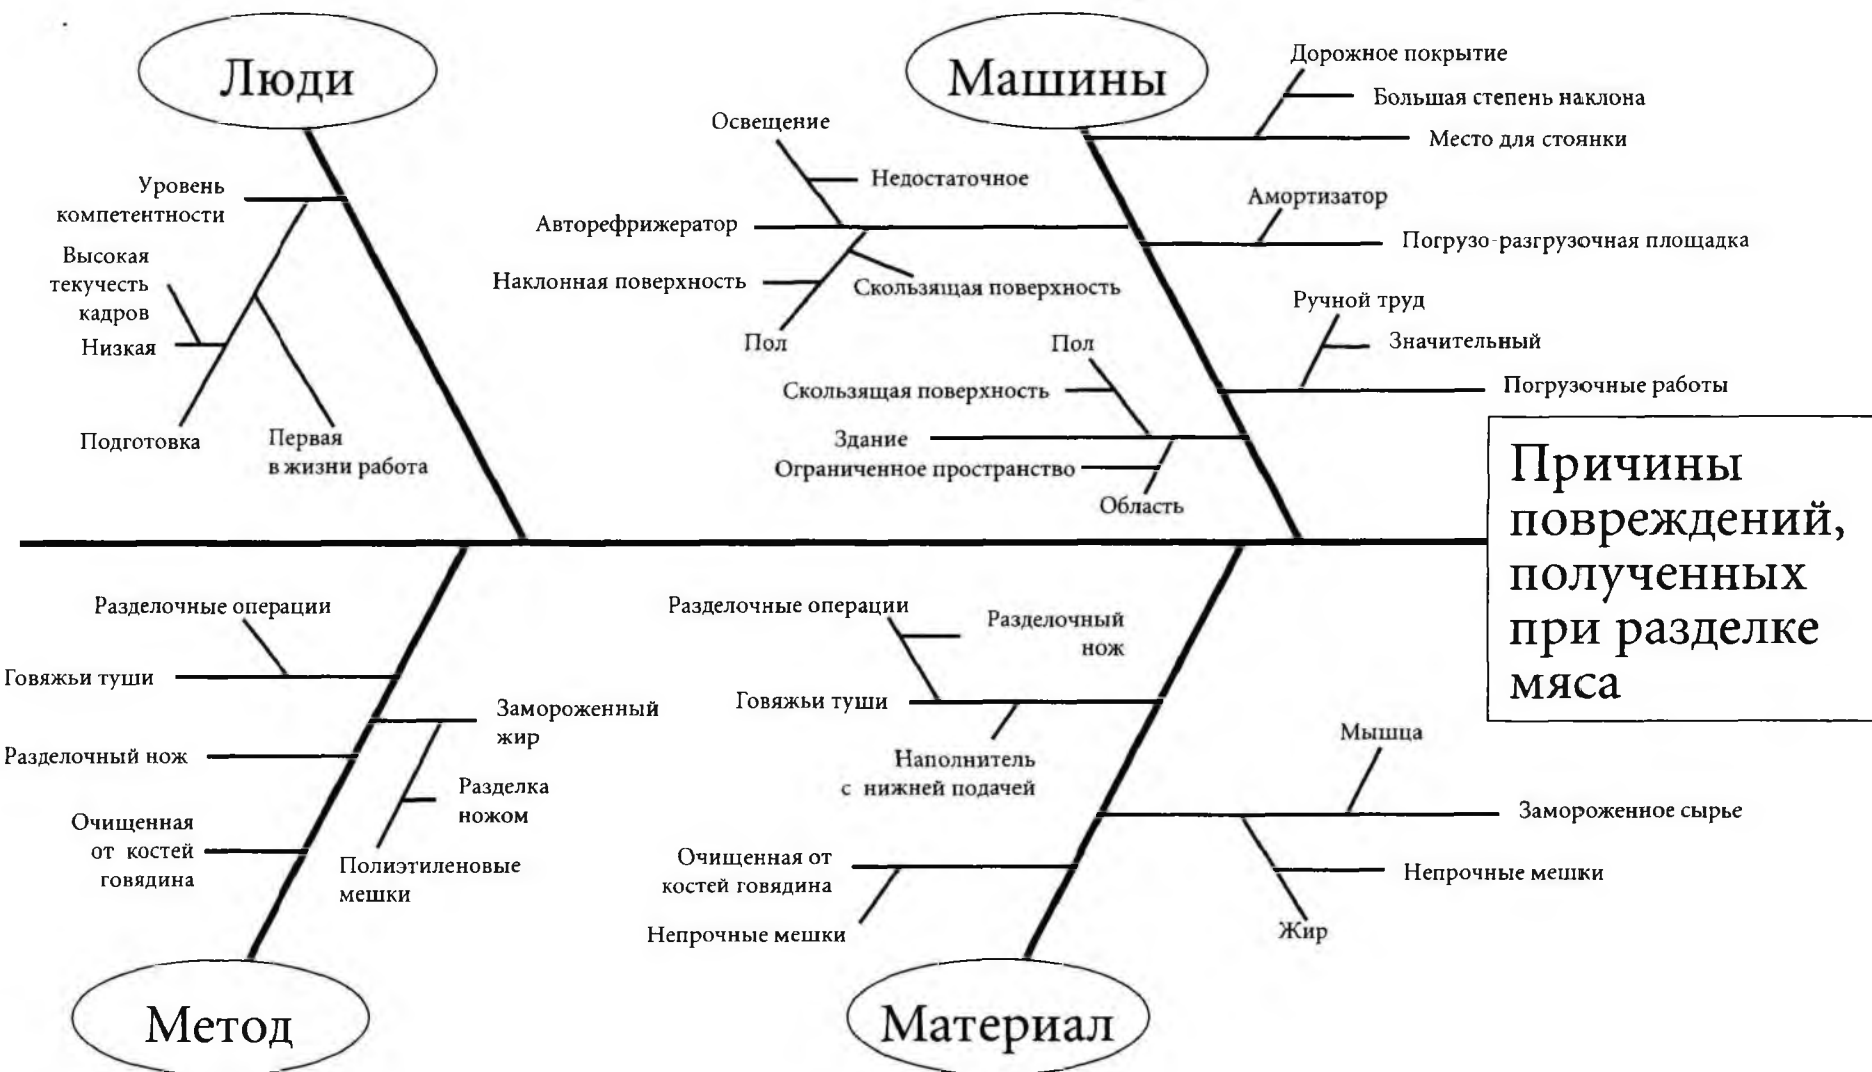 Люди
Машины
Дорожное покрытие
Большая степень наклона
Место для стоянки
Освещение
Недостаточное
Уровень
компетентности
Амортизатор
Авторефрижератор
Погрузо-разгрузочная площадка
Высокая
текучесть
кадров
Наклонная поверхность
Скользящая поверхность
Ручной труд
Низкая
Пол
Пол
Значительный
Скользящая поверхность
Погрузочные работы
Подготовка
Первая
в жизни работа
Здание
Ограниченное пространство
Область
Причины
повреждений,
полученных
при разделке
мяса
Разделочные операции
Говяжьи туши
Замороженный
жир
Разделочный нож
Разделка
ножом
Очищенная
от костей
говядина
Полиэтиленовые
мешки
Разделочные операции
Разделочный
нож
Говяжьи туши
Наполнитель
с нижней подачей
Мышца
Замороженное сырье
Очищенная от
костей говядина
Непрочные мешки
Непрочные мешки
Жир
Метод
Материал